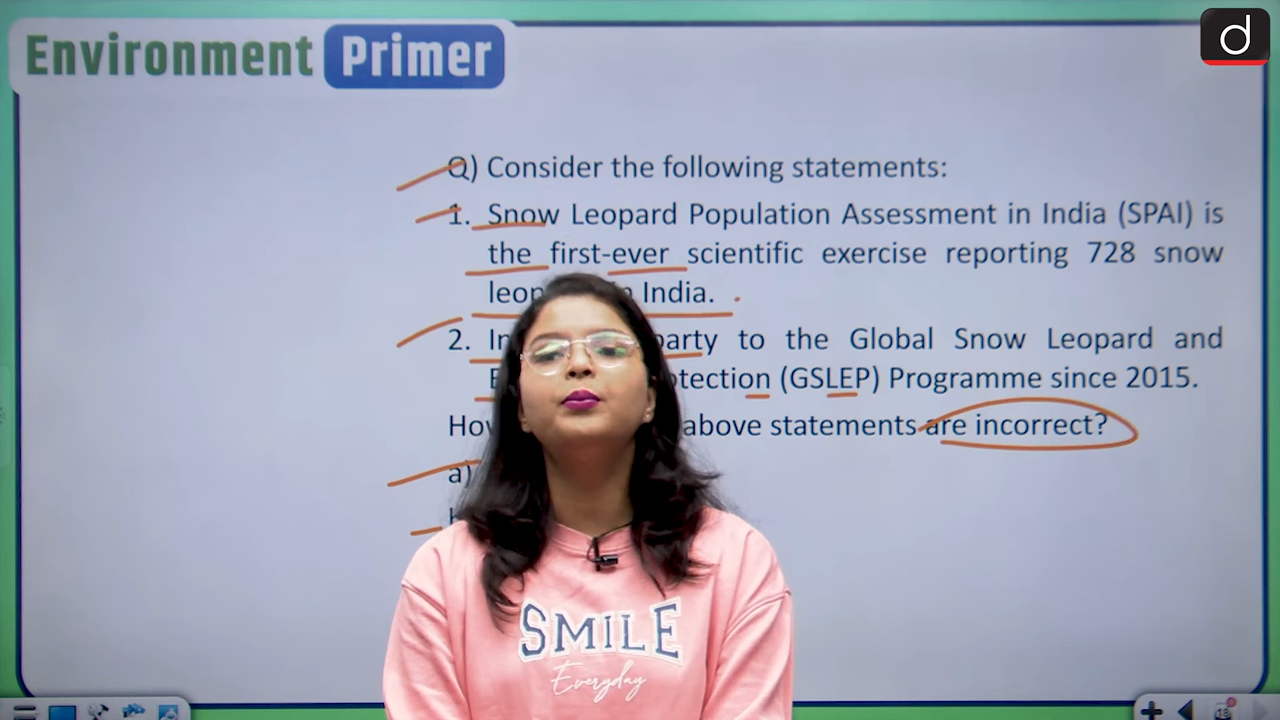 Environment Primer
d
Q) Consider the following statements:
1. Snow Leopard Population Assessment in India (SPAI) is
the first-ever scientific exercise reporting 728 snow
India.
2. party to the Global Snow Leopard and
(GSLEP) Programme since 2015.
above statements are incorrect?
a)
SMILE
Everyday
18